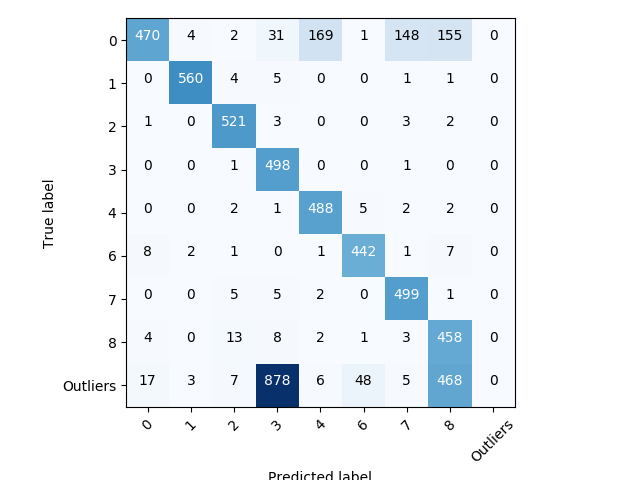 0 470 4 2 31 169 1 148 155 0
1 0 560 4 5 0 0 1 1 0
2 1 0 521 3 0 0 3 2 0
3 0 0 1 498 0 0 1 0 0
4 0 0 2 1 488 5 2 2 0
6 8 2 1 0 1 442 1 7 0
7 0 0 5 5 2 0 499 1 0
8 4 0 13 8 2 1 3 458 0
Outliers 17 3 7 878 6 48 5 468 0
True label
0 1 2 3 4 6 7 8 Outliers
Predicted label